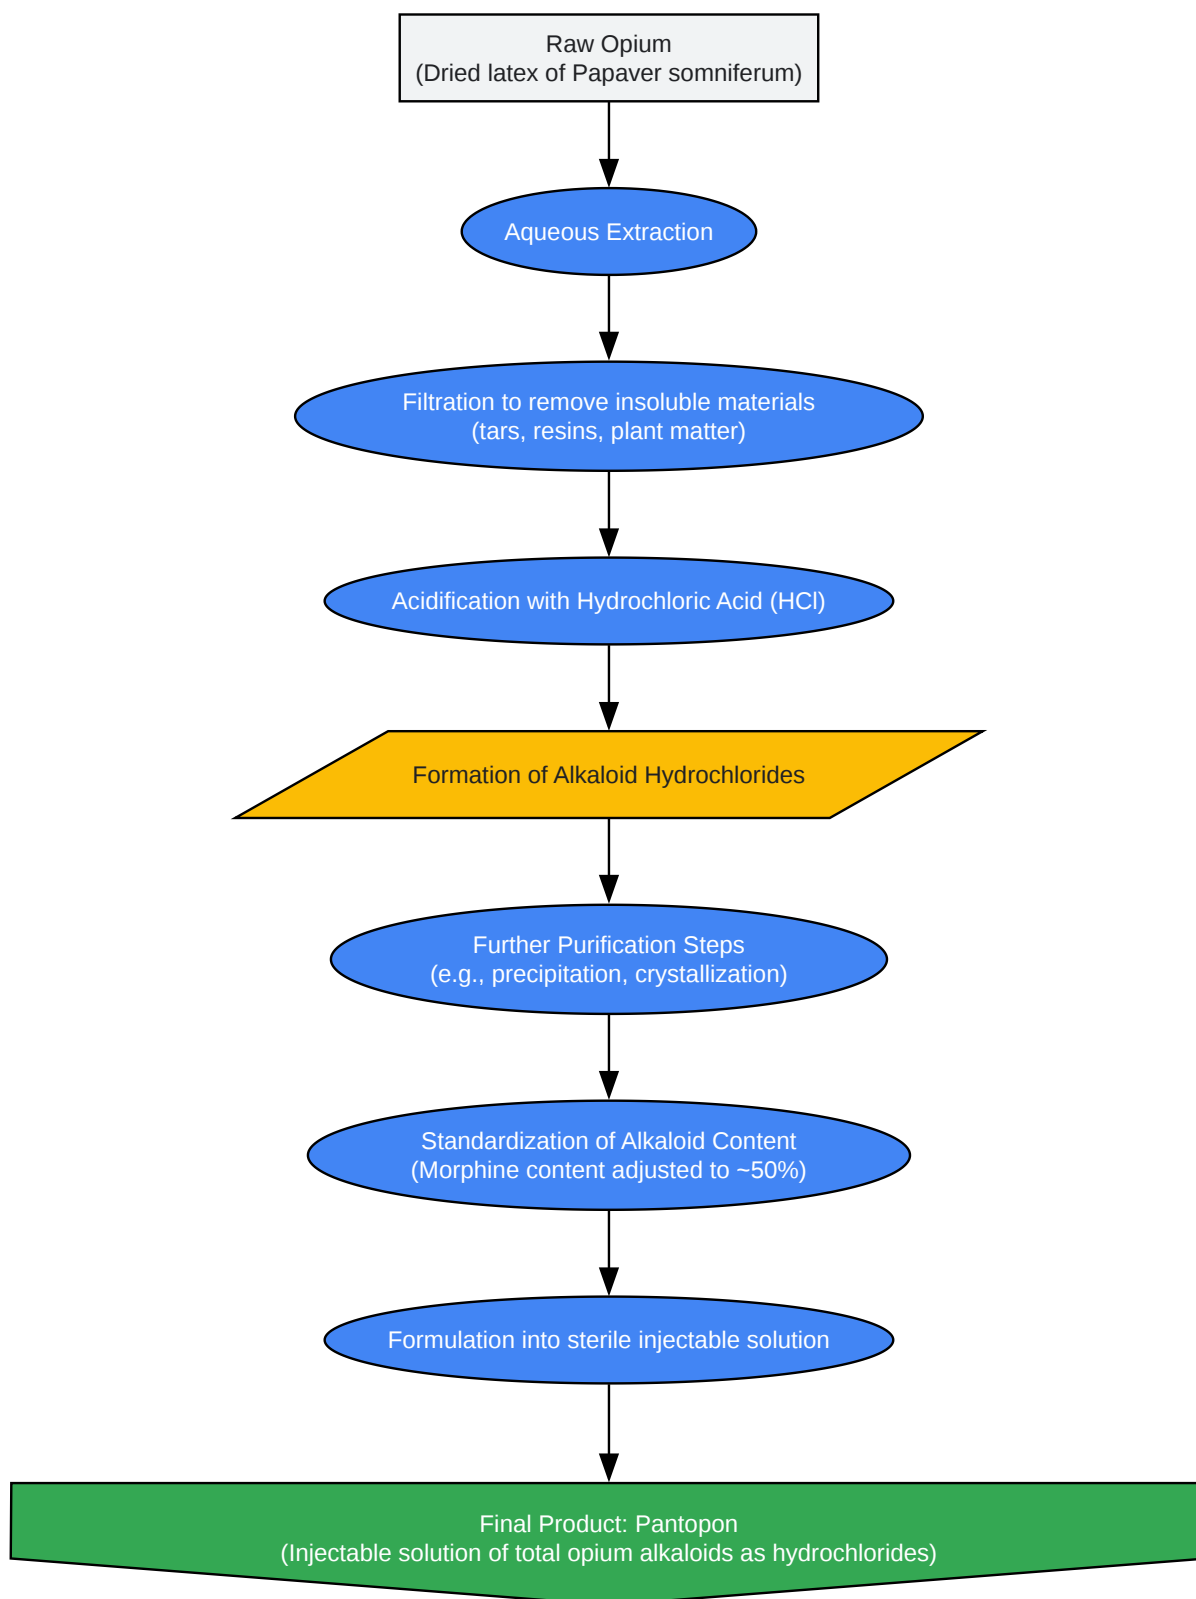 Raw Opium
(Dried latex of Papaver somniferum)
Aqueous Extraction
Filtration to remove insoluble materials
(tars, resins, plant matter)
Acidification with Hydrochloric Acid (HCl)
Formation of Alkaloid Hydrochlorides
Further Purification Steps
(e.g., precipitation, crystallization)
Standardization of Alkaloid Content
(Morphine content adjusted to ~50%)
Formulation into sterile injectable solution
Final Product: Pantopon
(Injectable solution of total opium alkaloids as hydrochlorides)